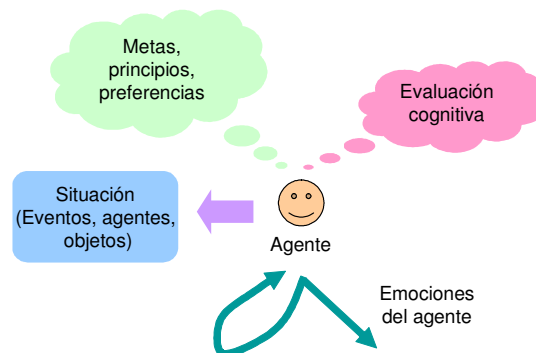 Metas,
principios,
preferencias
Evaluación
cognitiva
Situación
(Eventos, agentes,
objetos)
Agente
Emociones
del agente